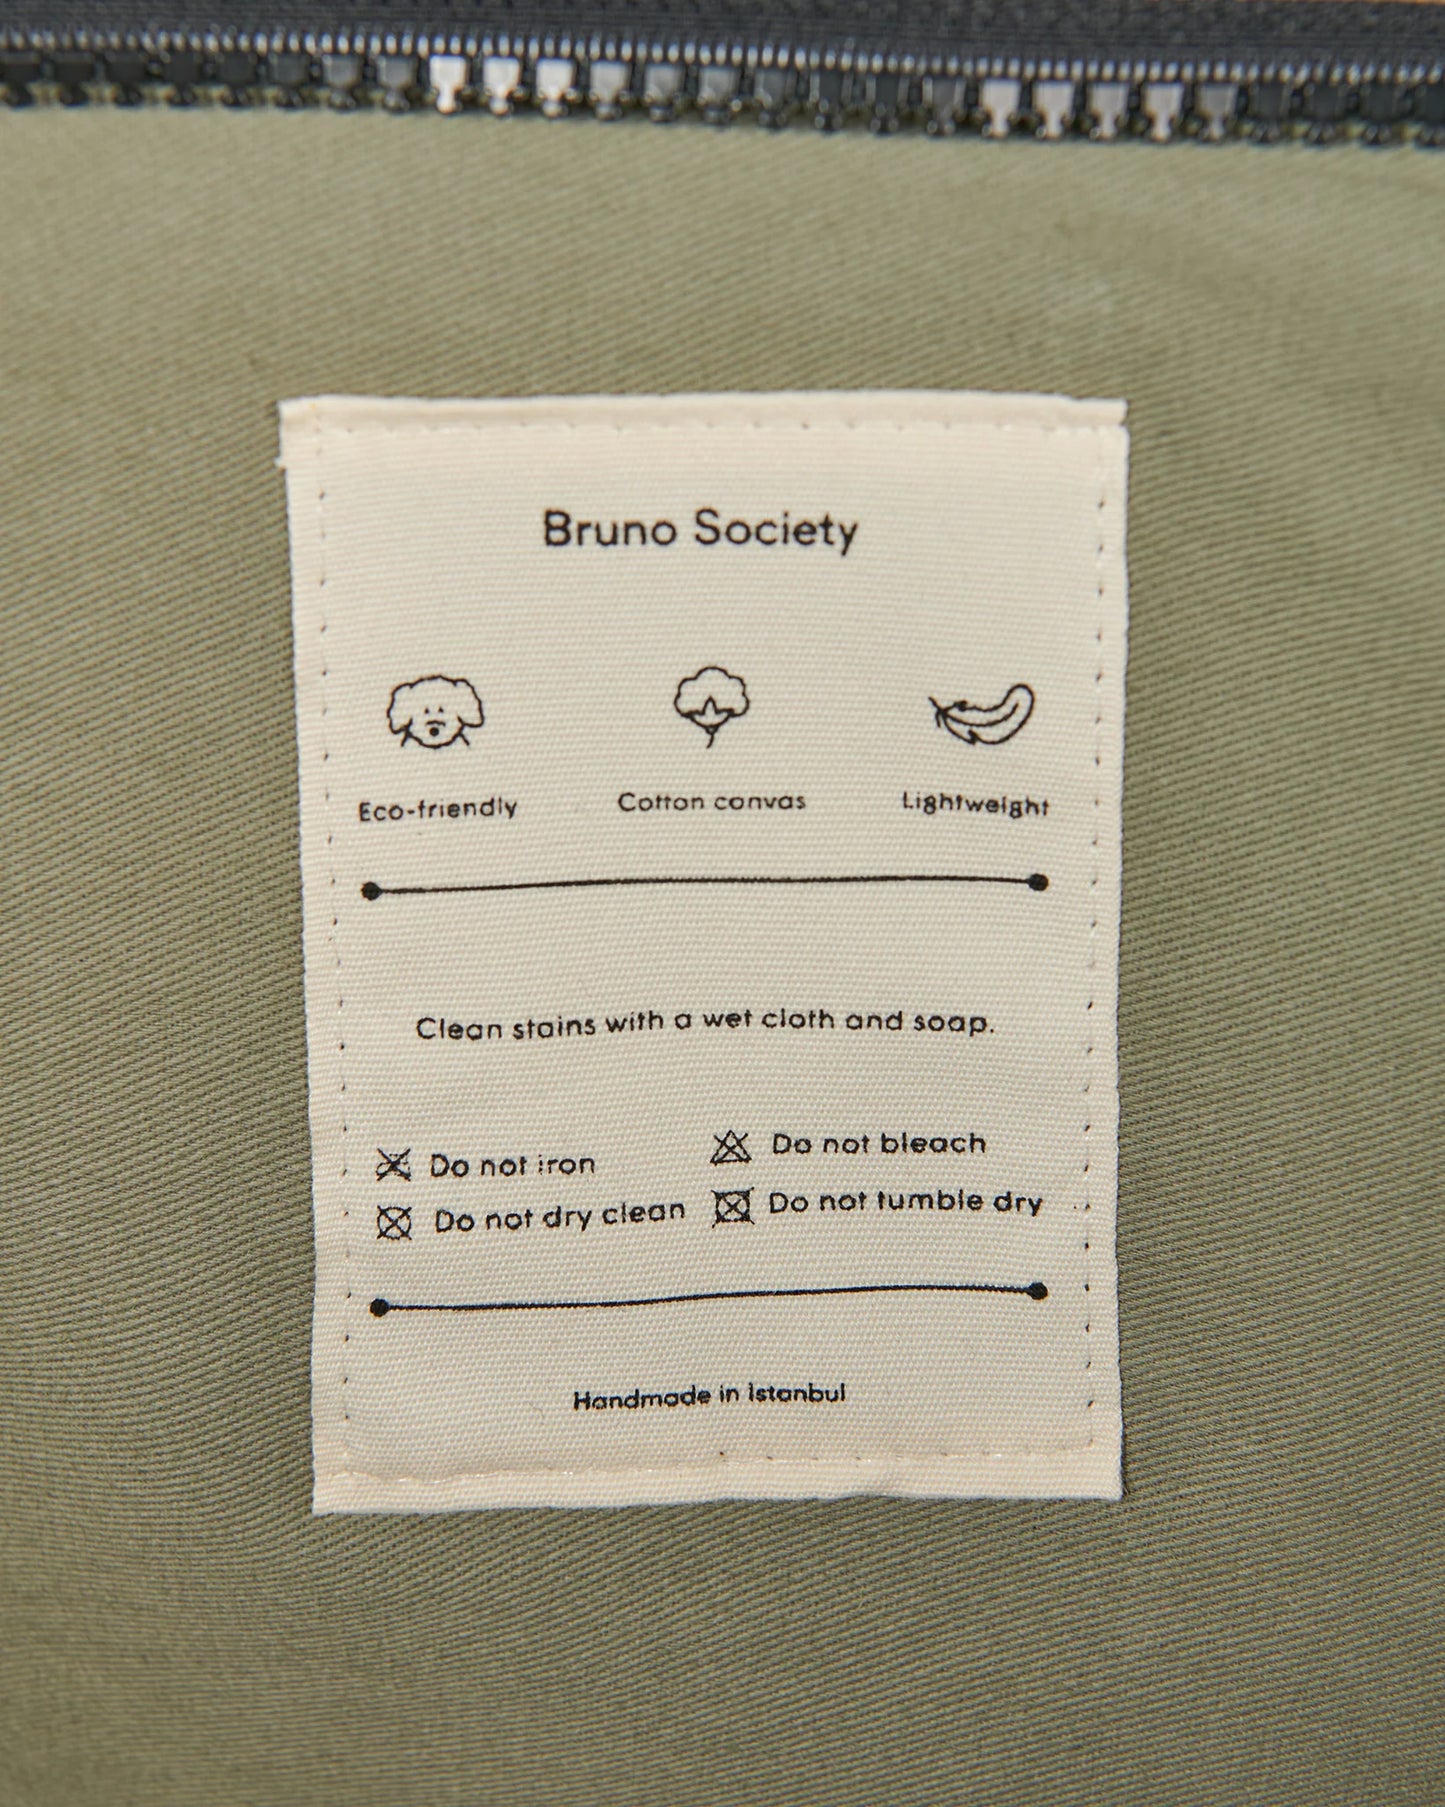 Bruno Society
Eco-friendly Cotton canvas Lightweight
Clean stains with a wet cloth and soap.
Do not iron Do not bleach
Do not dry clean Do not tumble dry
Handmade in İstanbul